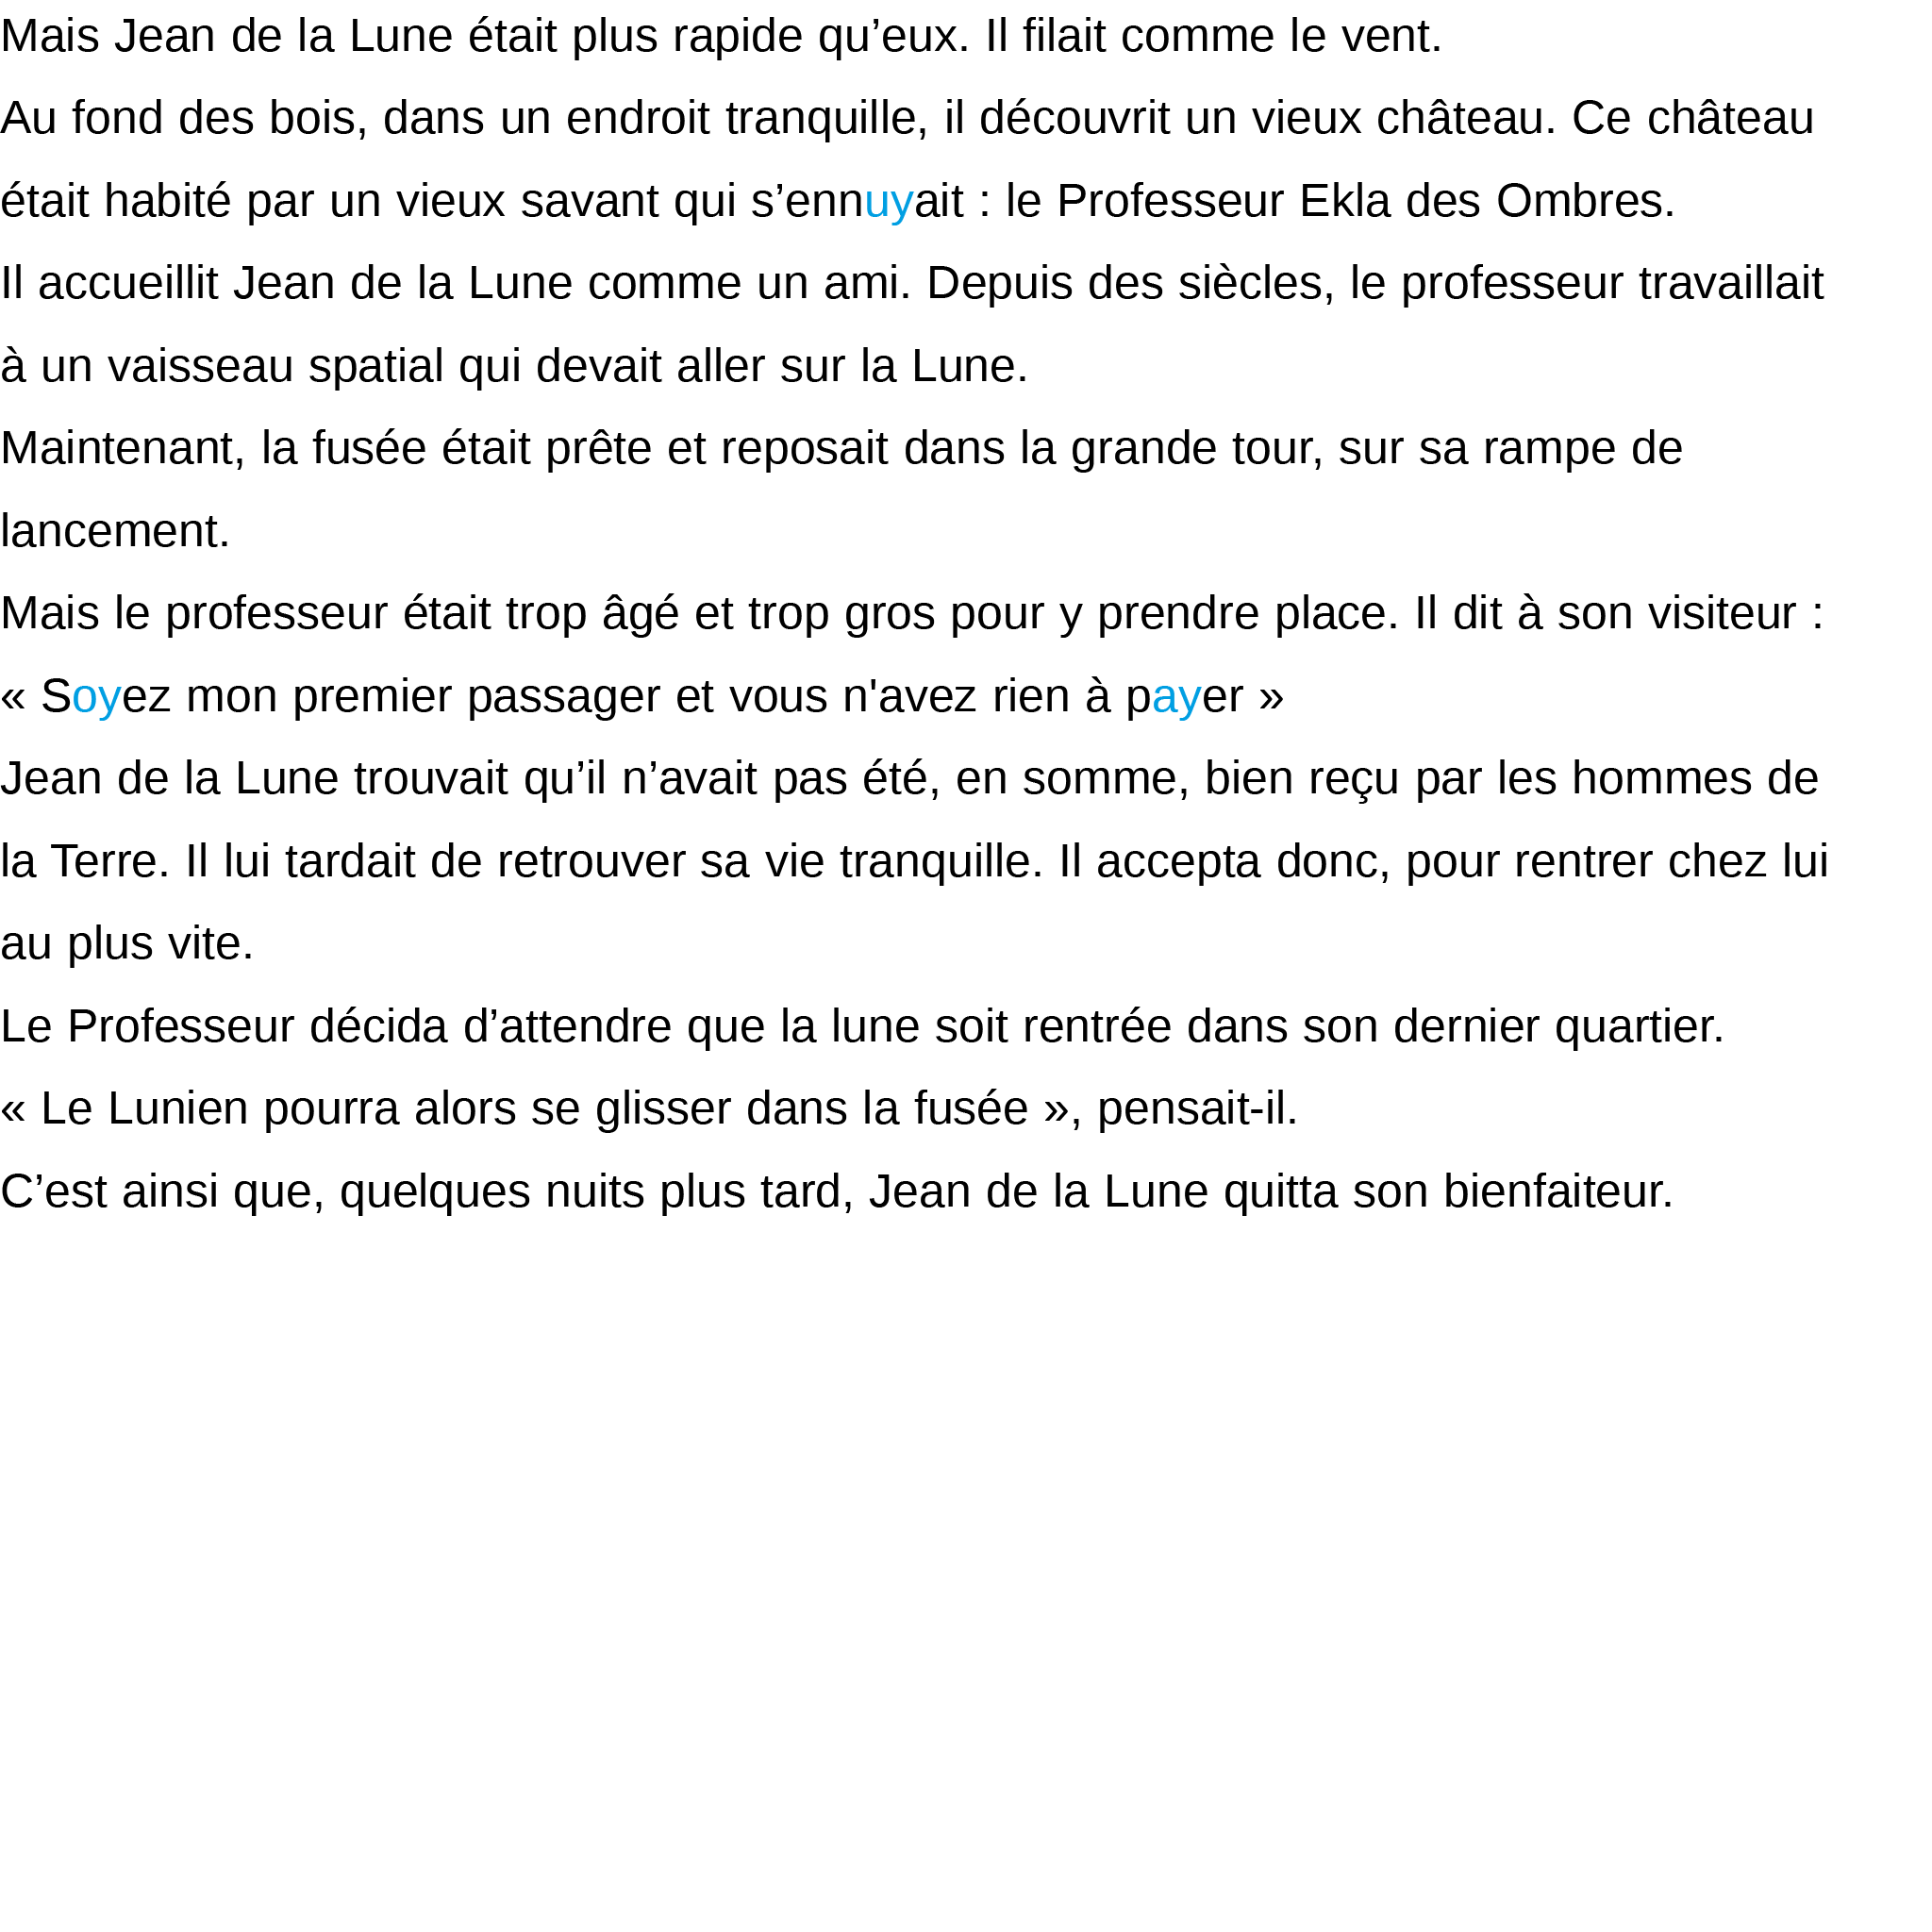 Mais Jean de la Lune était plus rapide qu’eux. Il filait comme le vent.
Au fond des bois, dans un endroit tranquille, il découvrit un vieux château. Ce château
était habité par un vieux savant qui s’ennuyait : le Professeur Ekla des Ombres.
Il accueillit Jean de la Lune comme un ami. Depuis des siècles, le professeur travaillait
à un vaisseau spatial qui devait aller sur la Lune.
Maintenant, la fusée était prête et reposait dans la grande tour, sur sa rampe de
lancement.
Mais le professeur était trop âgé et trop gros pour y prendre place. Il dit à son visiteur :
« Soyez mon premier passager et vous n'avez rien à payer »
Jean de la Lune trouvait qu’il n’avait pas été, en somme, bien reçu par les hommes de
la Terre. Il lui tardait de retrouver sa vie tranquille. Il accepta donc, pour rentrer chez lui
au plus vite.
Le Professeur décida d’attendre que la lune soit rentrée dans son dernier quartier.
« Le Lunien pourra alors se glisser dans la fusée », pensait-il.
C’est ainsi que, quelques nuits plus tard, Jean de la Lune quitta son bienfaiteur.